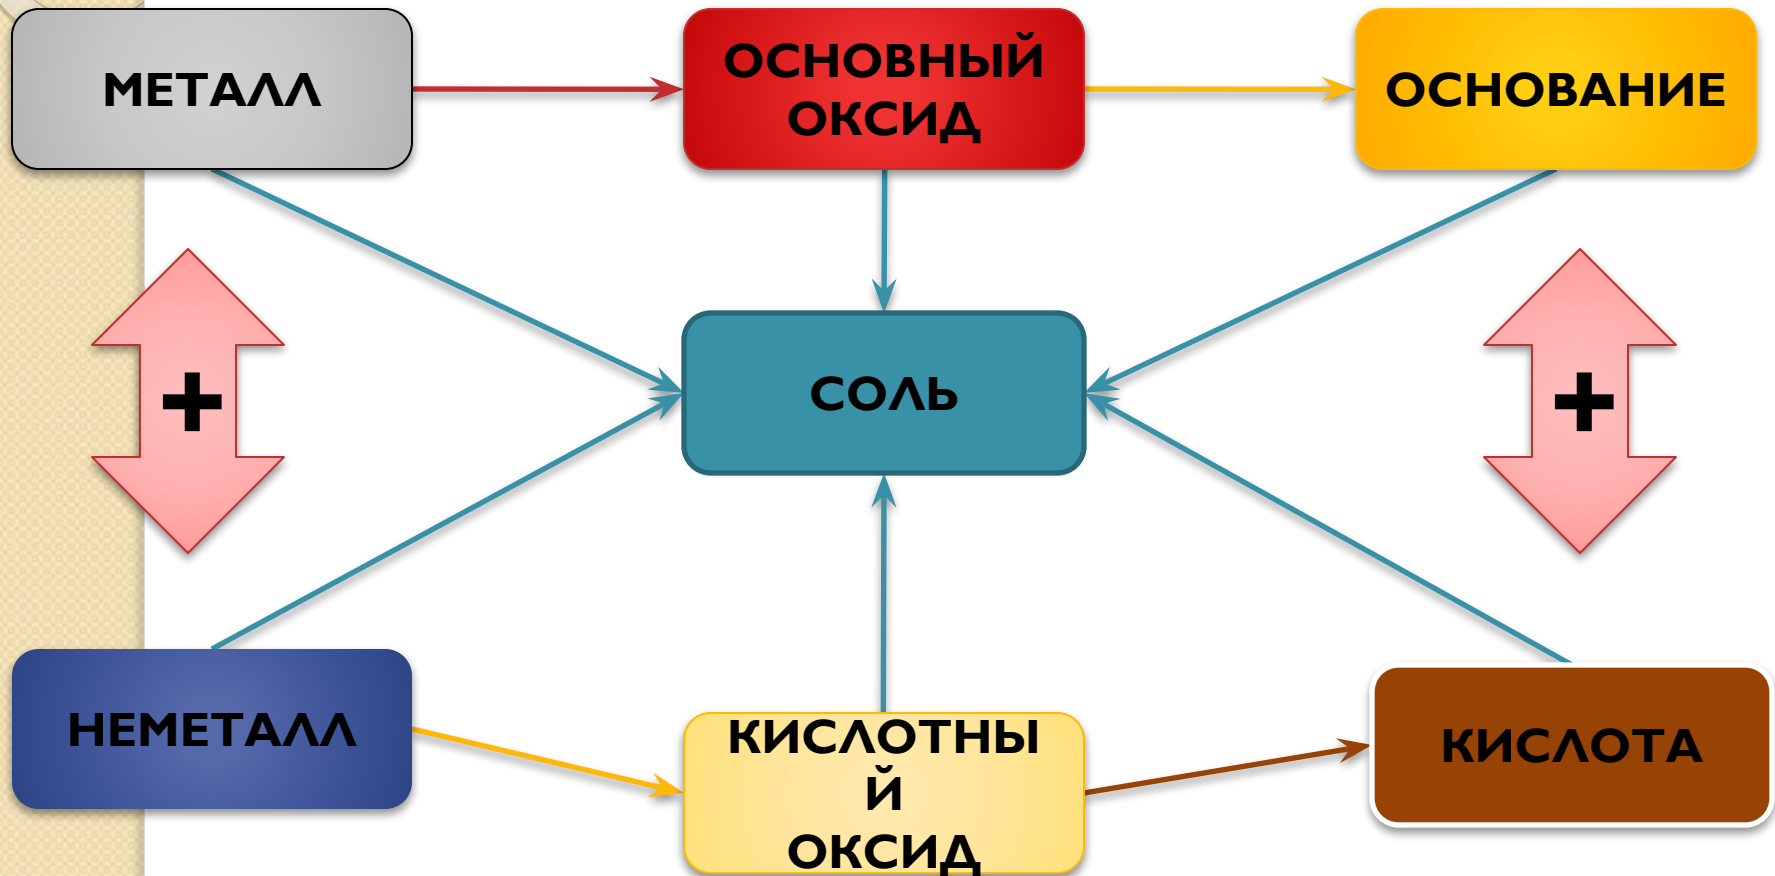 МЕТАЛЛ
ОСНОВНЫЙ
ОКСИД
ОСНОВАНИЕ
+
СОЛЬ
+
НЕМЕТАЛЛ
КИСЛОТНЫ
Й
ОКСИД
КИСЛОТА